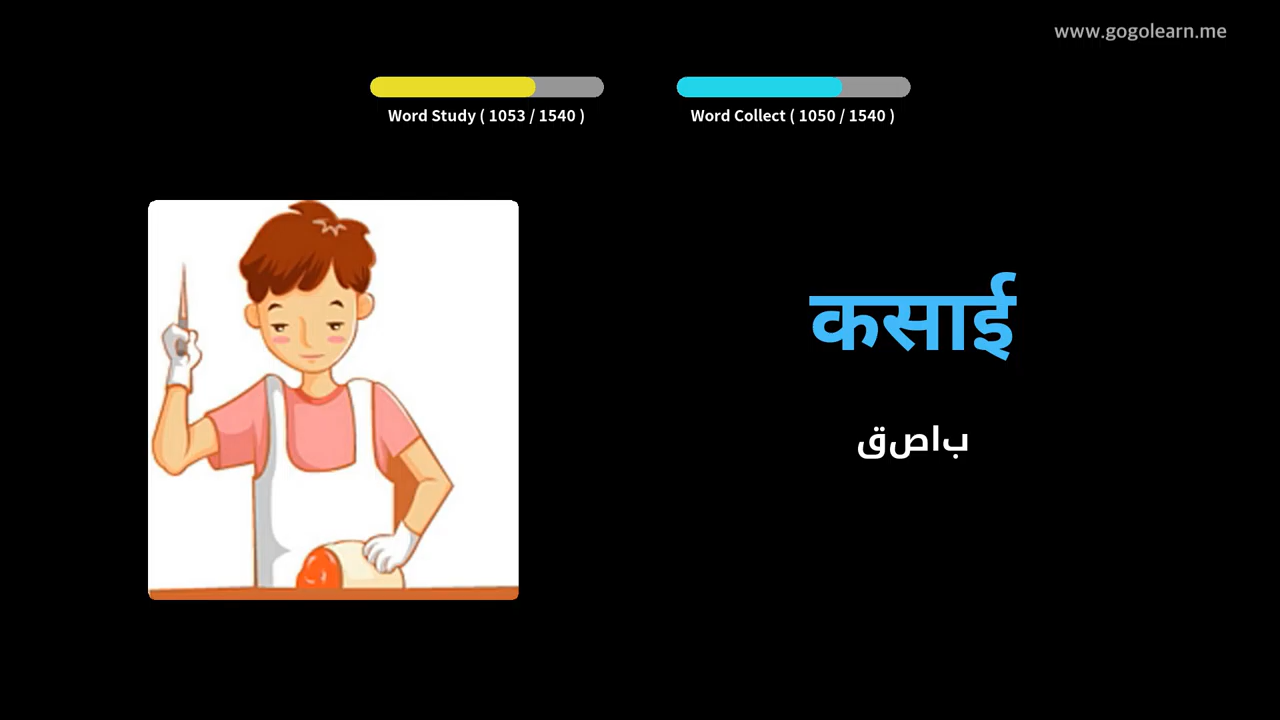 www.gogolearn.me
Word Study ( 1053 / 1540 )
Word Collect ( 1050 / 1540 )
कसाई
باصق